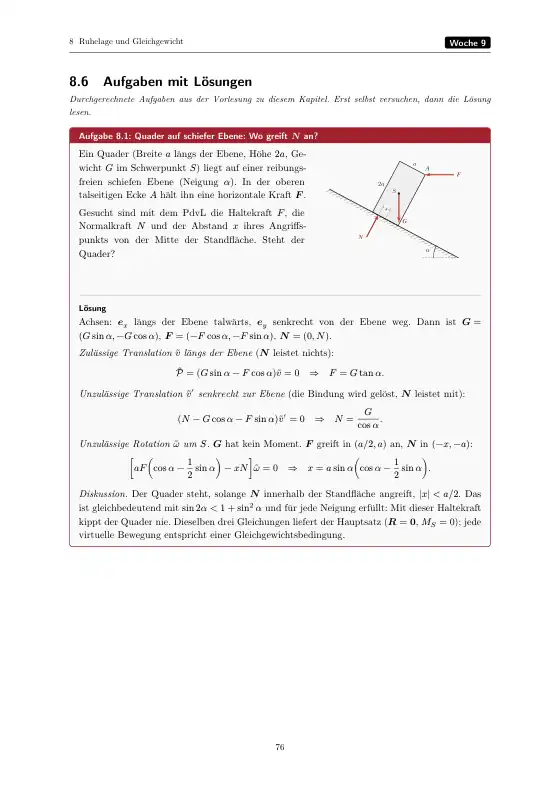 8 Ruhelage und Gleichgewicht
Woche 9
8.6 Aufgaben mit Lösungen
Durchgerechnete Aufgaben aus der Vorlesung zu diesem Kapitel. Erst selbst versuchen, dann die Lösung
lesen.
Aufgabe 8.1: Quader auf schiefer Ebene: Wo greift N an?
Ein Quader (Breite a längs der Ebene, Höhe 2a, Ge-
wicht G im Schwerpunkt S) liegt auf einer reibungs-
freien schiefen Ebene (Neigung α). In der oberen
talseitigen Ecke A hält ihn eine horizontale Kraft F.
Gesucht sind mit dem PdvL die Haltekraft F, die
Normalkraft N und der Abstand x ihres Angriffs-
punkts von der Mitte der Standfläche. Steht der
Quader?
a
A
F
2a
S
x
G
N
α
Lösung
Achsen: e_x längs der Ebene talwärts, e_y senkrecht von der Ebene weg. Dann ist G =
(G sin α, −G cos α), F = (−F cos α, −F sin α), N = (0, N).
Zulässige Translation ṽ längs der Ebene (N leistet nichts):
P̃ = (G sin α − F cos α)ṽ = 0 ⇒ F = G tan α.
Unzulässige Translation ṽ′ senkrecht zur Ebene (die Bindung wird gelöst, N leistet mit):
(N − G cos α − F sin α)ṽ′ = 0 ⇒ N = G / cos α.
Unzulässige Rotation ω̃ um S. G hat kein Moment. F greift in (a/2, a) an, N in (−x, −a):
[aF(cos α − 1/2 sin α) − xN]ω̃ = 0 ⇒ x = a sin α(cos α − 1/2 sin α).
Diskussion. Der Quader steht, solange N innerhalb der Standfläche angreift, |x| < a/2. Das
ist gleichbedeutend mit sin 2α < 1 + sin² α und für jede Neigung erfüllt: Mit dieser Haltekraft
kippt der Quader nie. Dieselben drei Gleichungen liefert der Hauptsatz (R = 0, M_S = 0); jede
virtuelle Bewegung entspricht einer Gleichgewichtsbedingung.
76